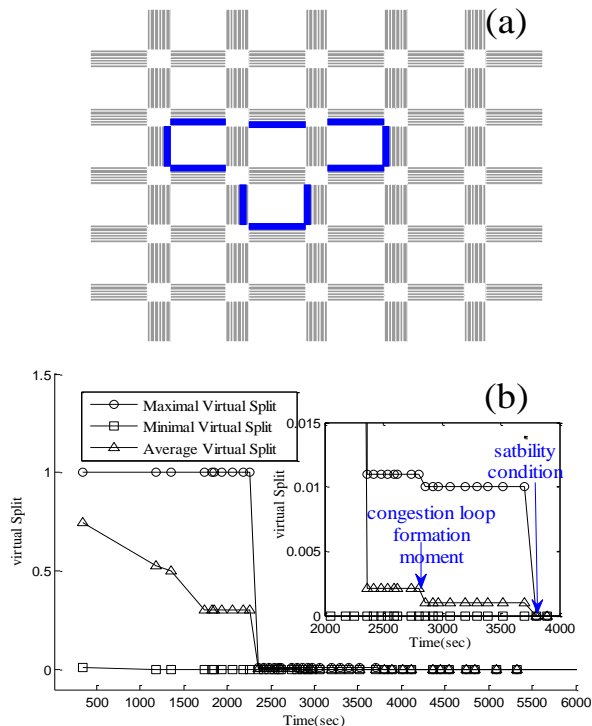 (a)
(b)
1.5
1
0.5
0
virtual Split
Maximal Virtual Split
Minimal Virtual Split
Average Virtual Split
500 1000 1500 2000 2500 3000 3500 4000 4500 5000 5500 6000
Time(sec)
0.015
0.01
0.005
0
virtual Split
satbility
condition
congestion loop
formation
moment
2000 2500 3000 3500 4000
Time(sec)